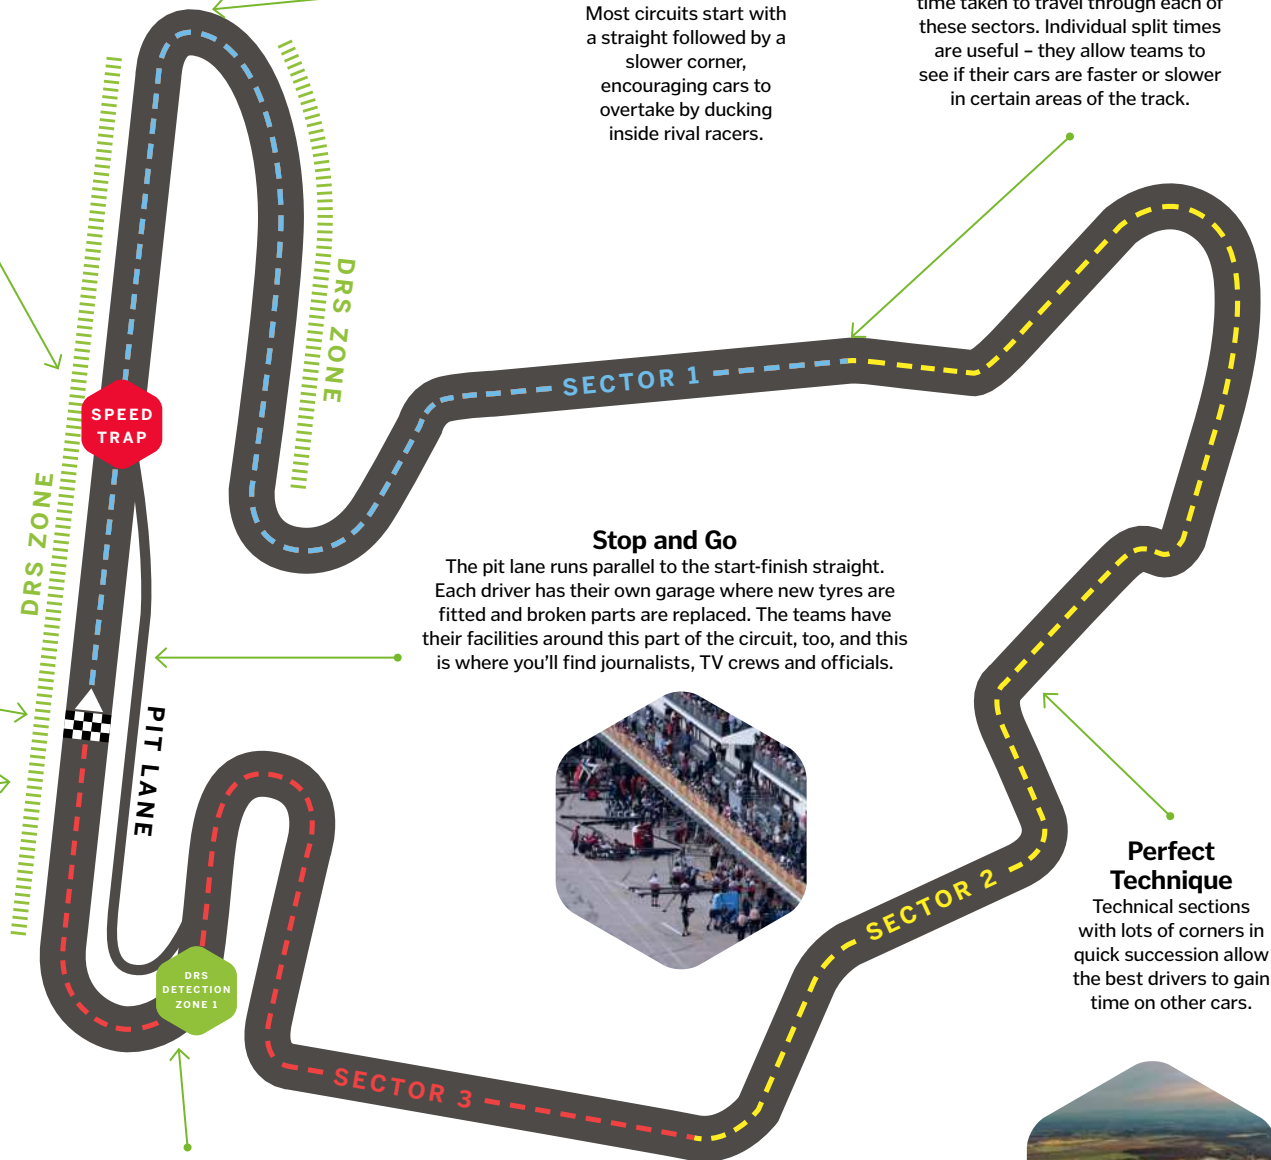 Most circuits start with
a straight followed by a
slower corner,
encouraging cars to
overtake by ducking
inside rival racers.
time taken to travel through each of
these sectors. Individual split times
are useful – they allow teams to
see if their cars are faster or slower
in certain areas of the track.
DRS ZONE
SECTOR 1
SPEED
TRAP
DRS ZONE
Stop and Go
The pit lane runs parallel to the start-finish straight.
Each driver has their own garage where new tyres are
fitted and broken parts are replaced. The teams have
their facilities around this part of the circuit, too, and this
is where you'll find journalists, TV crews and officials.
PIT LANE
Perfect
Technique
Technical sections
with lots of corners in
quick succession allow
the best drivers to gain
time on other cars.
SECTOR 2
DRS
DETECTION
ZONE 1
SECTOR 3